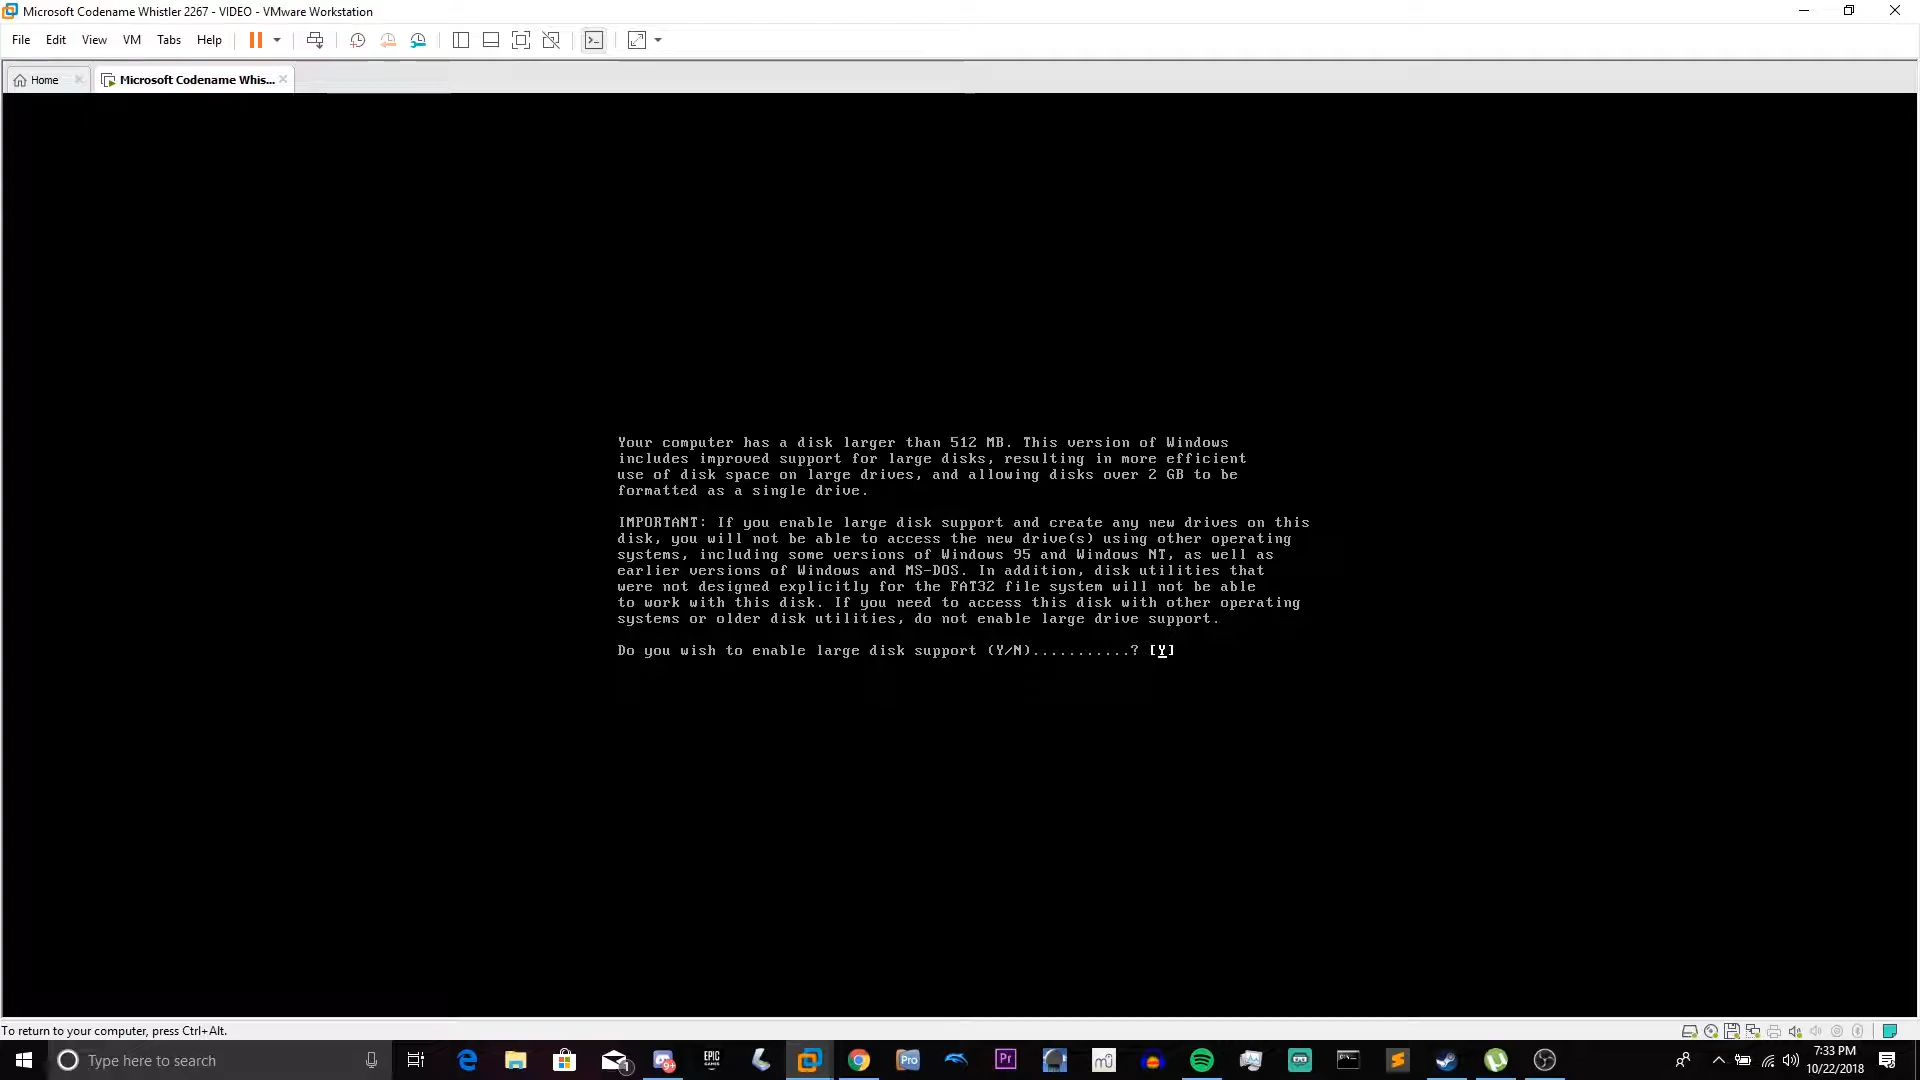 Microsoft Codename Whistler 2267 - VIDEO - VMware Workstation
File Edit View VM Tabs Help
Home
Microsoft Codename Whis...
Your computer has a disk larger than 512 MB. This version of Windows
includes improved support for large disks, resulting in more efficient
use of disk space on large drives, and allowing disks over 2 GB to be
formatted as a single drive.
IMPORTANT: If you enable large disk support and create any new drives on this
disk, you will not be able to access the new drive(s) using other operating
systems, including some versions of Windows 95 and Windows NT, as well as
earlier versions of Windows and MS-DOS. In addition, disk utilities that
were not designed explicitly for the FAT32 file system will not be able
to work with this disk. If you need to access this disk with other operating
systems or older disk utilities, do not enable large drive support.
Do you wish to enable large disk support (Y/N)...........? [Y]
To return to your computer, press Ctrl+Alt.
Type here to search
1
9+
EPIC
GAMES
Pro
Pr
7:33 PM
10/22/2018